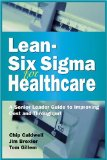 Lean-
Six Sigma
for
Healthcare
A Senior Leader Guide to Improving
Cost and Throughput
Chip Caldwell
Jim Brexler
Tom Gillem